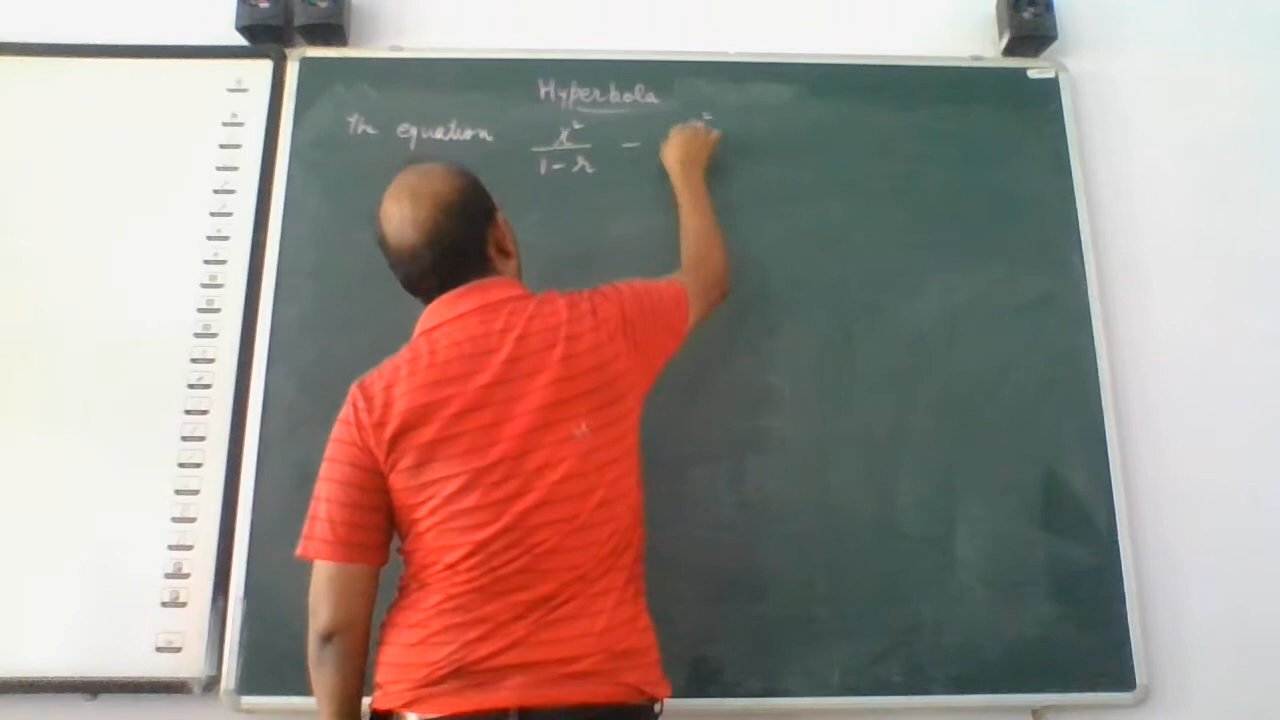 Hyperbola
The equation x²/(1-r) -